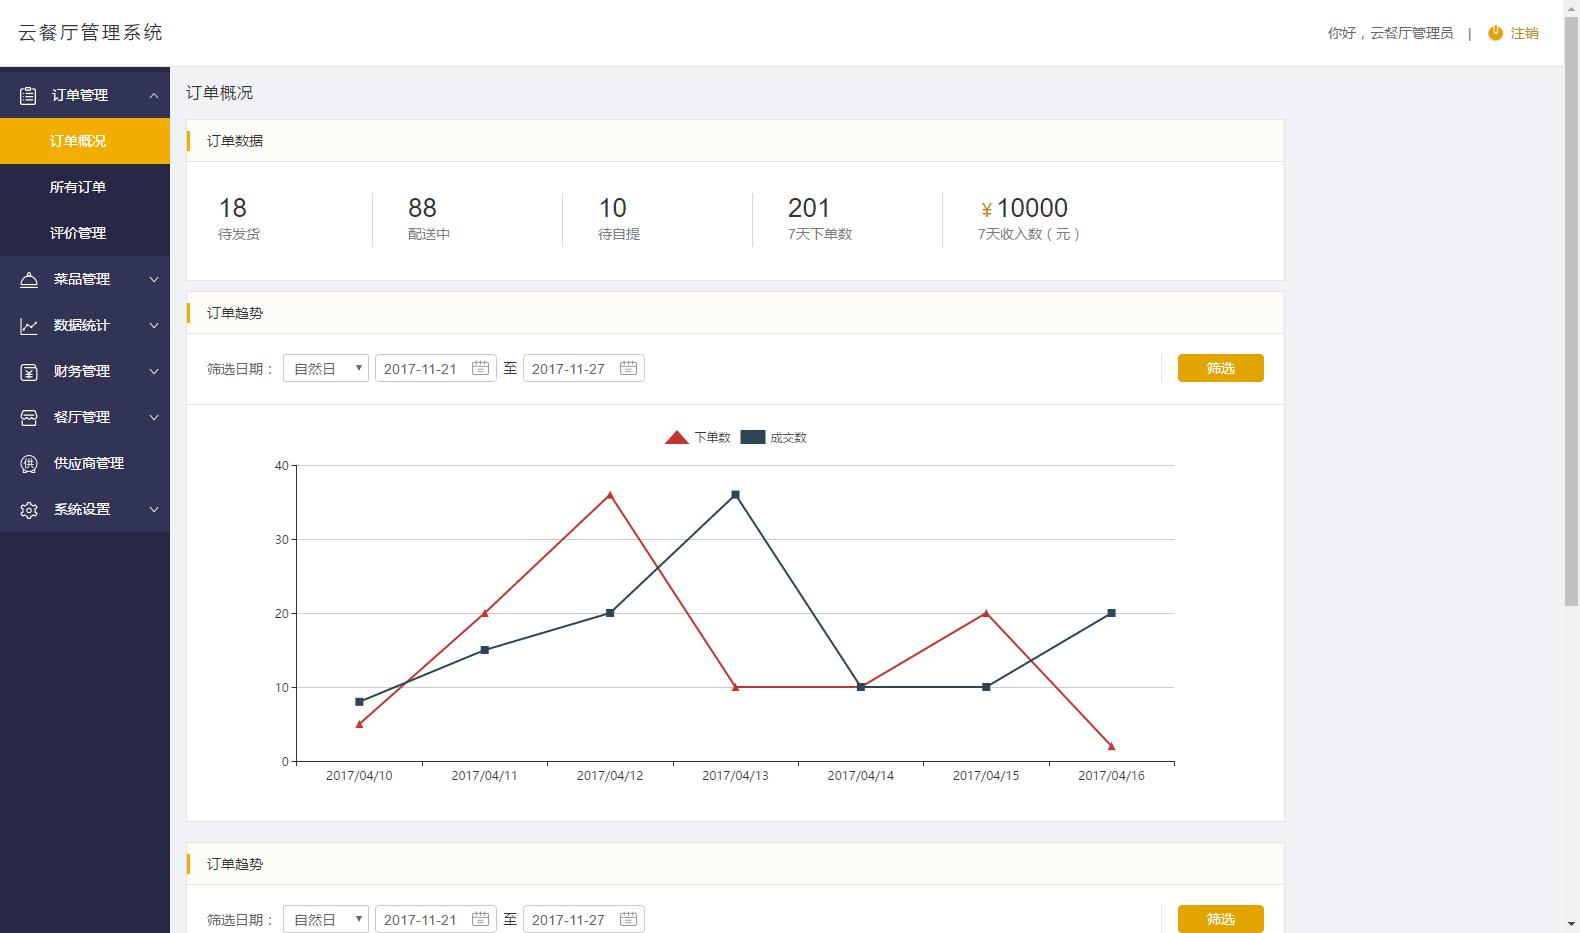 云餐厅管理系统
你好，云餐厅管理员 | 注销
订单管理
订单概况
所有订单
评价管理
菜品管理
数据统计
财务管理
餐厅管理
供应商管理
系统设置
订单概况
订单数据
18
待发货
88
配送中
10
待自提
201
7天下单数
¥10000
7天收入数（元）
订单趋势
筛选日期： 自然日 2017-11-21 至 2017-11-27 筛选
下单数 成交数
40
30
20
10
0
2017/04/10 2017/04/11 2017/04/12 2017/04/13 2017/04/14 2017/04/15 2017/04/16
订单趋势
筛选日期： 自然日 2017-11-21 至 2017-11-27 筛选